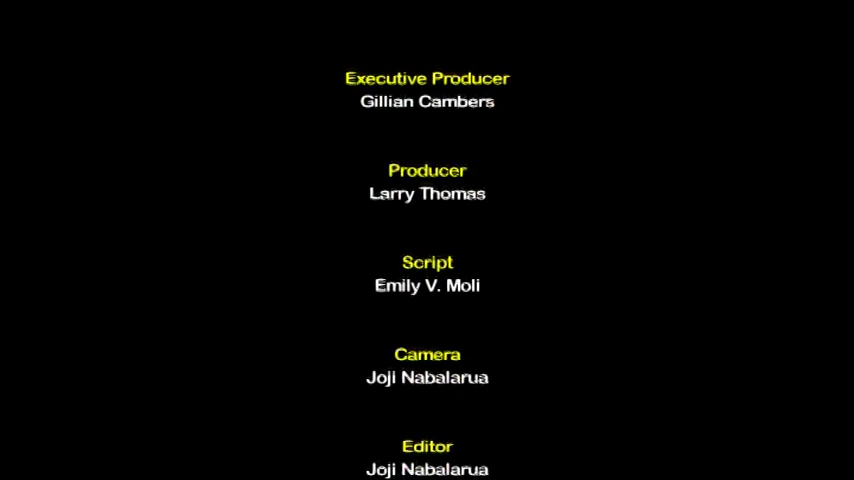 Executive Producer
Gillian Cambers
Producer
Larry Thomas
Script
Emily V. Moli
Camera
Joji Nabalarua
Editor
Joji Nabalarua